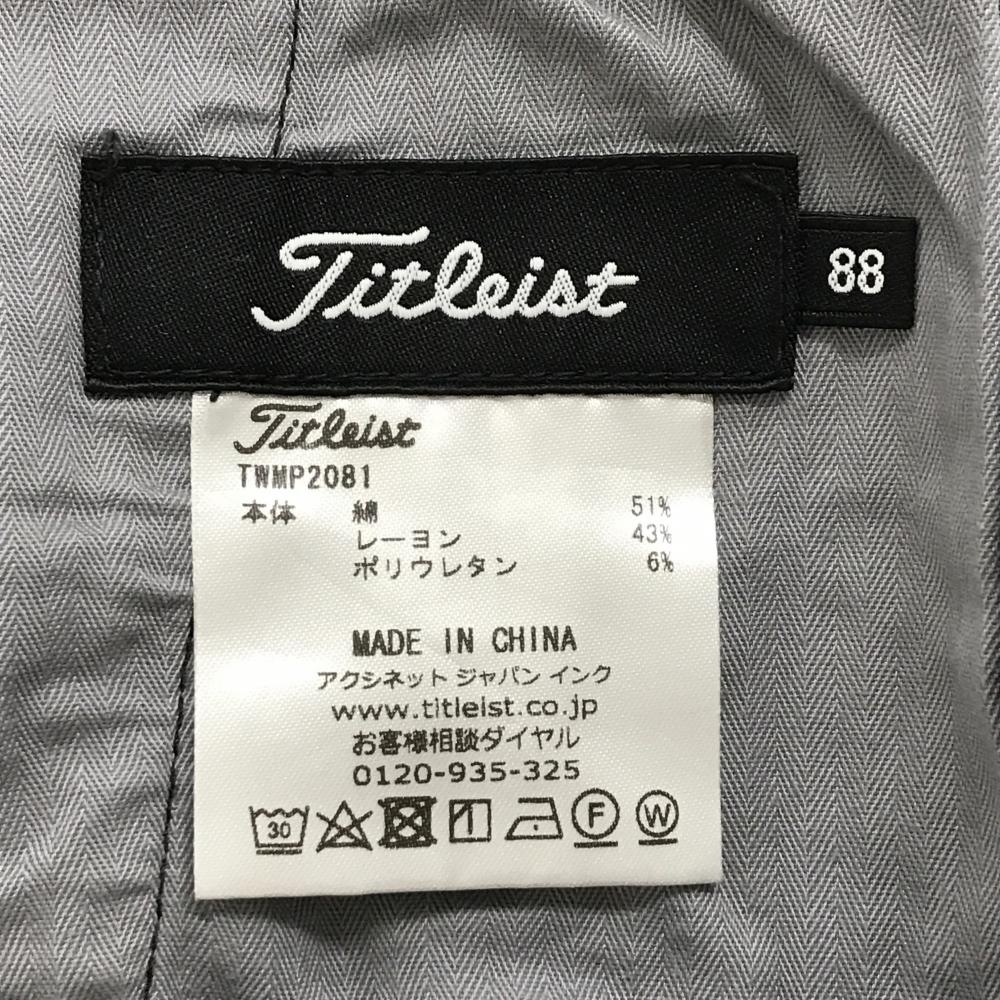 Titleist
88
Titleist
TWMP2081
本体 綿 51%
レーヨン 43%
ポリウレタン 6%
MADE IN CHINA
アクシネット ジャパン インク
www.titleist.co.jp
お客様相談ダイヤル
0120-935-325
30 F W